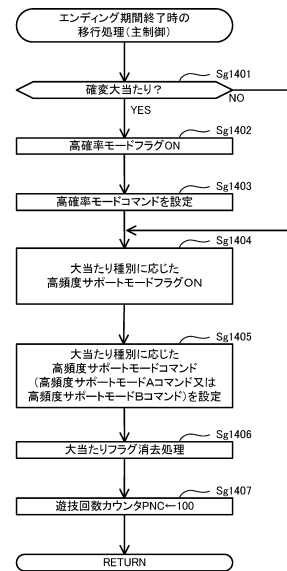 エンディング期間終了時の
移行処理(主制御)
Sg1401
確変大当たり？
NO
YES
Sg1402
高確率モードフラグON
Sg1403
高確率モードコマンドを設定
Sg1404
大当たり種別に応じた
高頻度サポートモードフラグON
Sg1405
大当たり種別に応じた
高頻度サポートモードコマンド
(高頻度サポートモードAコマンド又は
高頻度サポートモードBコマンド)を設定
Sg1406
大当たりフラグ消去処理
Sg1407
遊技回数カウンタPNC←100
RETURN